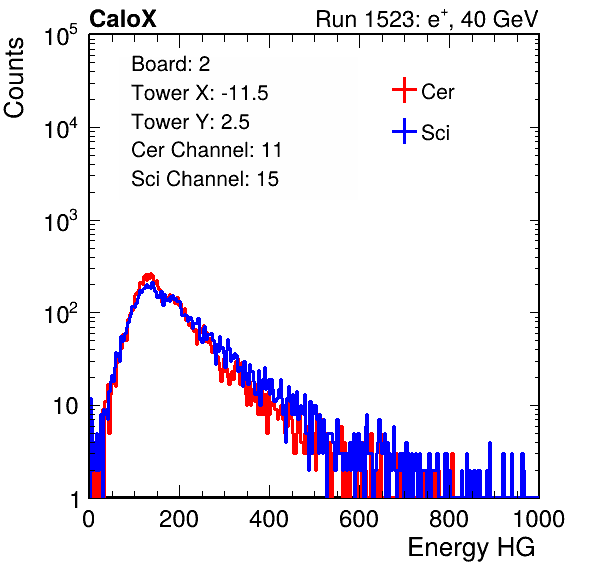 CaloX Run 1523: e⁺, 40 GeV
Counts
10⁵
10⁴
10³
10²
10
1
Board: 2
Tower X: -11.5
Tower Y: 2.5
Cer Channel: 11
Sci Channel: 15
Cer
Sci
0 200 400 600 800 1000
Energy HG